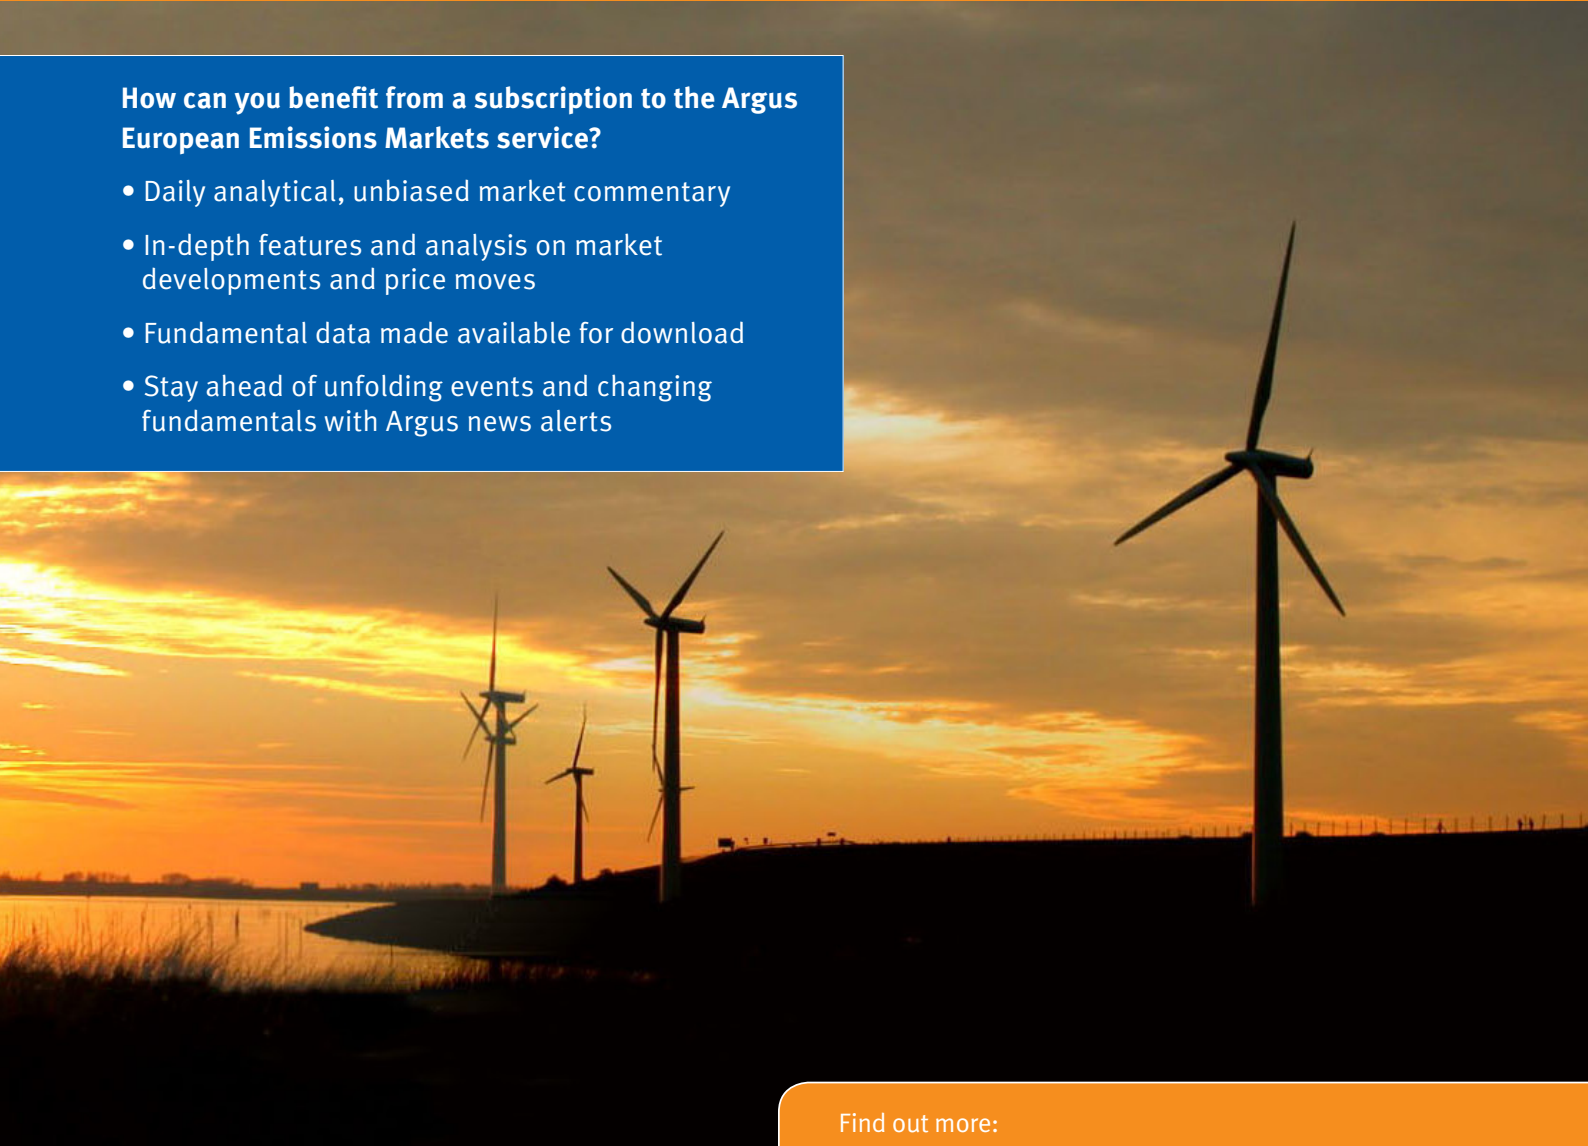 How can you benefit from a subscription to the Argus
European Emissions Markets service?
• Daily analytical, unbiased market commentary
• In-depth features and analysis on market
developments and price moves
• Fundamental data made available for download
• Stay ahead of unfolding events and changing
fundamentals with Argus news alerts
Find out more: